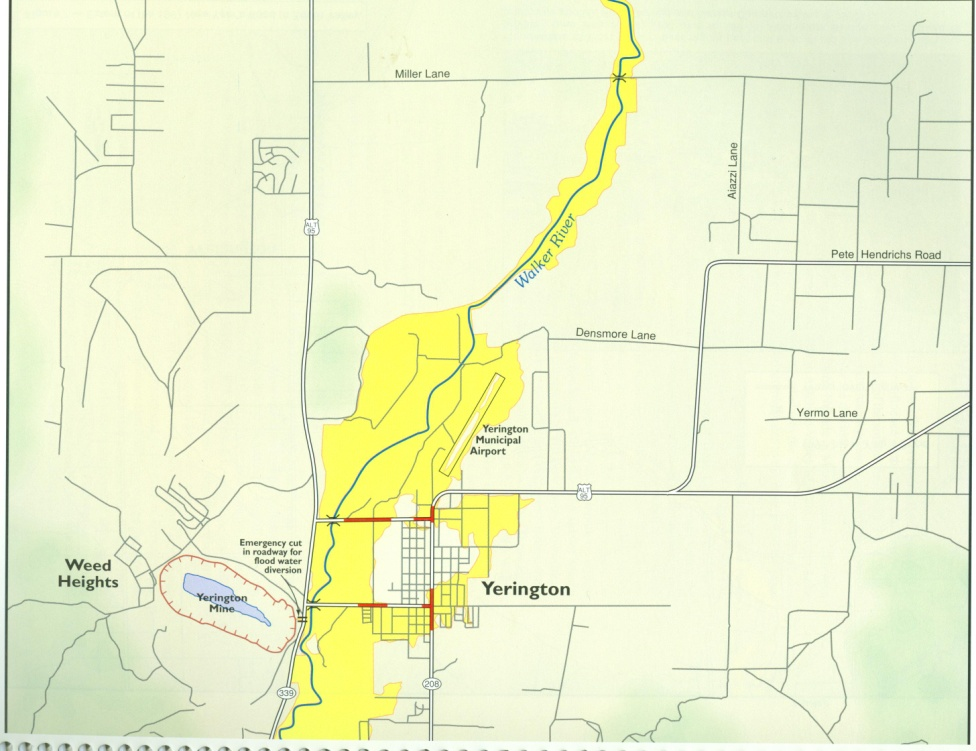 Miller Lane
Aiazzi Lane
ALT
95
Walker River
Pete Hendrichs Road
Densmore Lane
Yermo Lane
Yerington
Municipal
Airport
ALT
95
Emergency cut
in roadway for
flood water
diversion
Weed
Heights
Yerington
Mine
Yerington
339
208